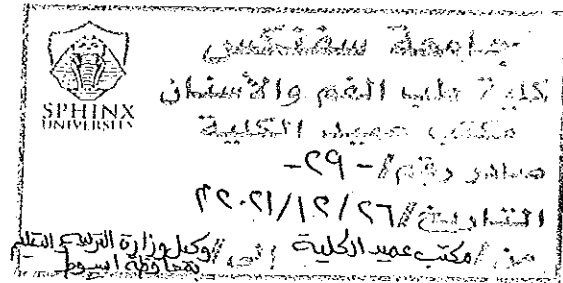 جامعة سفنكس
كلية طب الفم والأسنان
مكتب عميد الكلية
SPHINX
UNIVERSITY
صادر رقم/ -٢٩-
التاريخ/ ٢٠٢١/١٢/٢٦
من/ مكتب عميد الكلية إلى/ وكيل وزارة التربية و التعليم
بمحافظة اسيوط